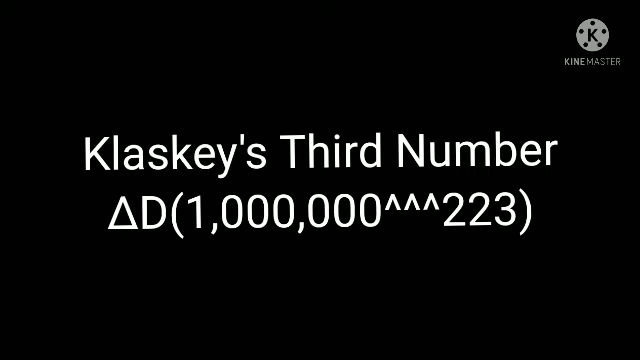 K
KINEMASTER
Klaskey's Third Number
ΔD(1,000,000^^^223)